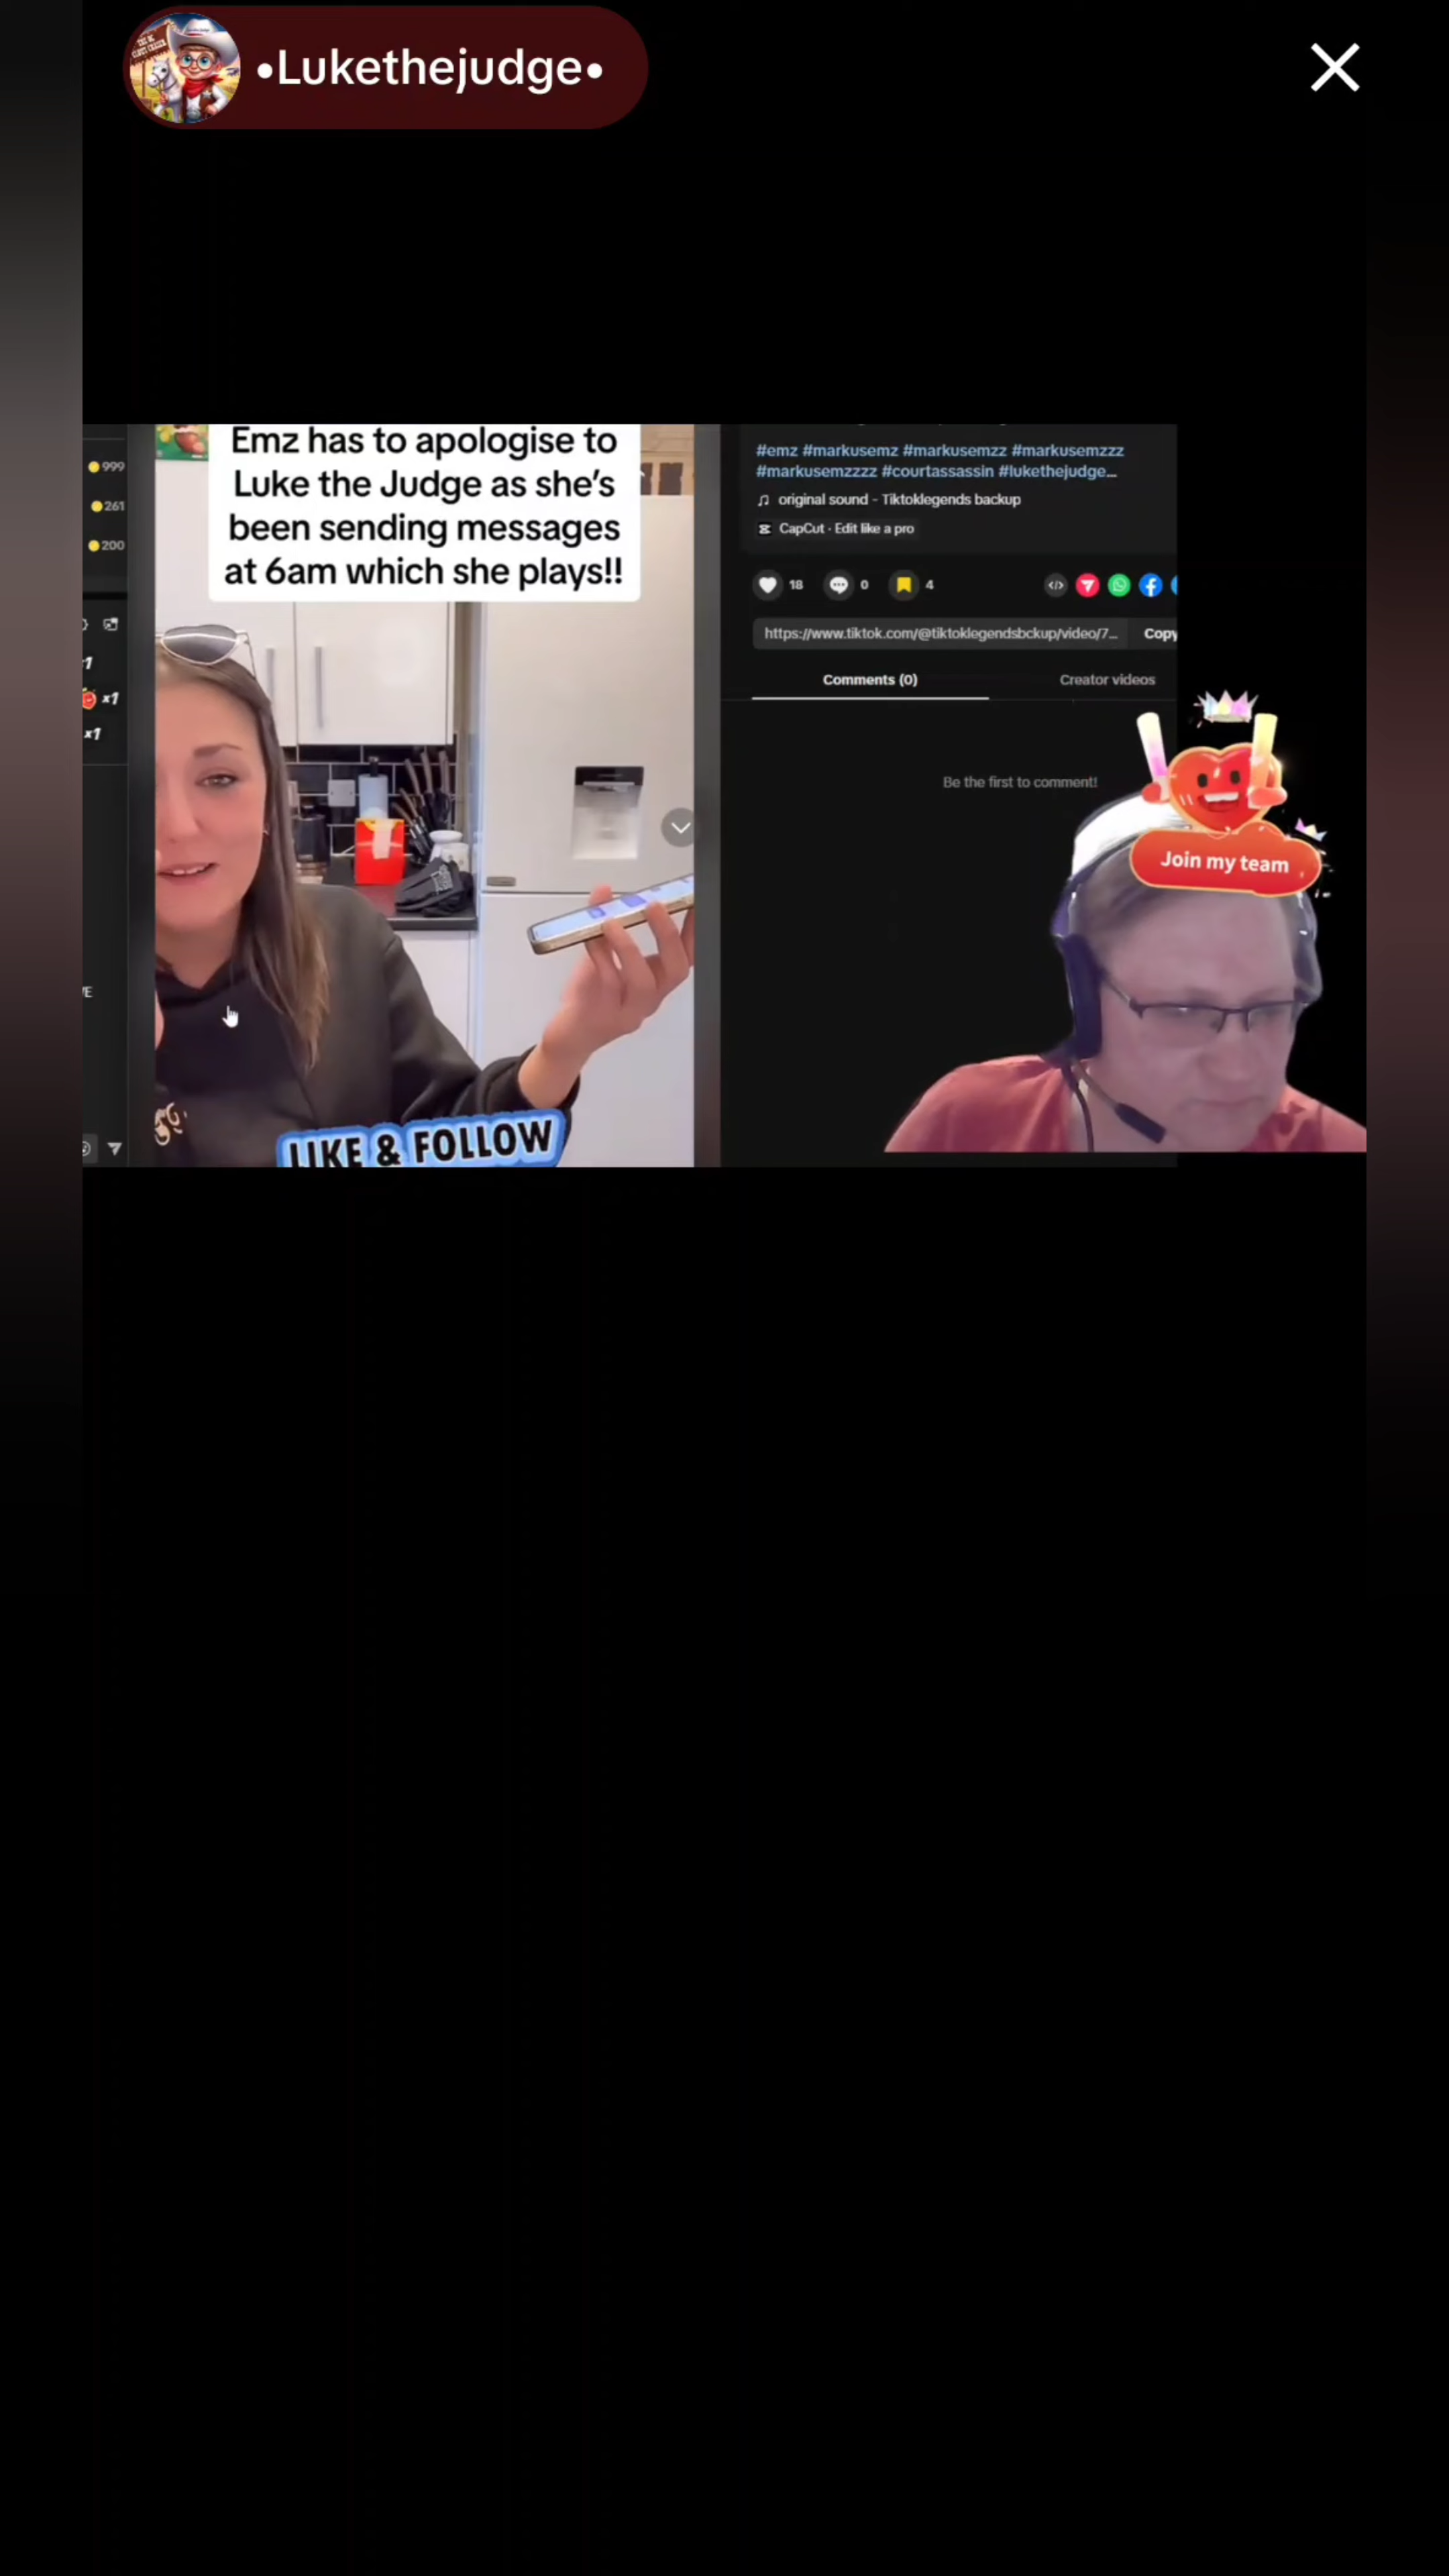 •Lukethejudge•
Emz has to apologise to
Luke the Judge as she's
been sending messages
at 6am which she plays!!
999
261
200
x1
x1
LIKE & FOLLOW
#emz #markusemz #markusemzz #markusemzzz
#markusemzzzz #courtassassin #lukethejudge...
original sound - Tiktoklegends backup
CapCut · Edit like a pro
18
0
4
https://www.tiktok.com/@tiktoklegendsbckup/video/7...
Copy
Comments (0)
Creator videos
Be the first to comment!
Join my team